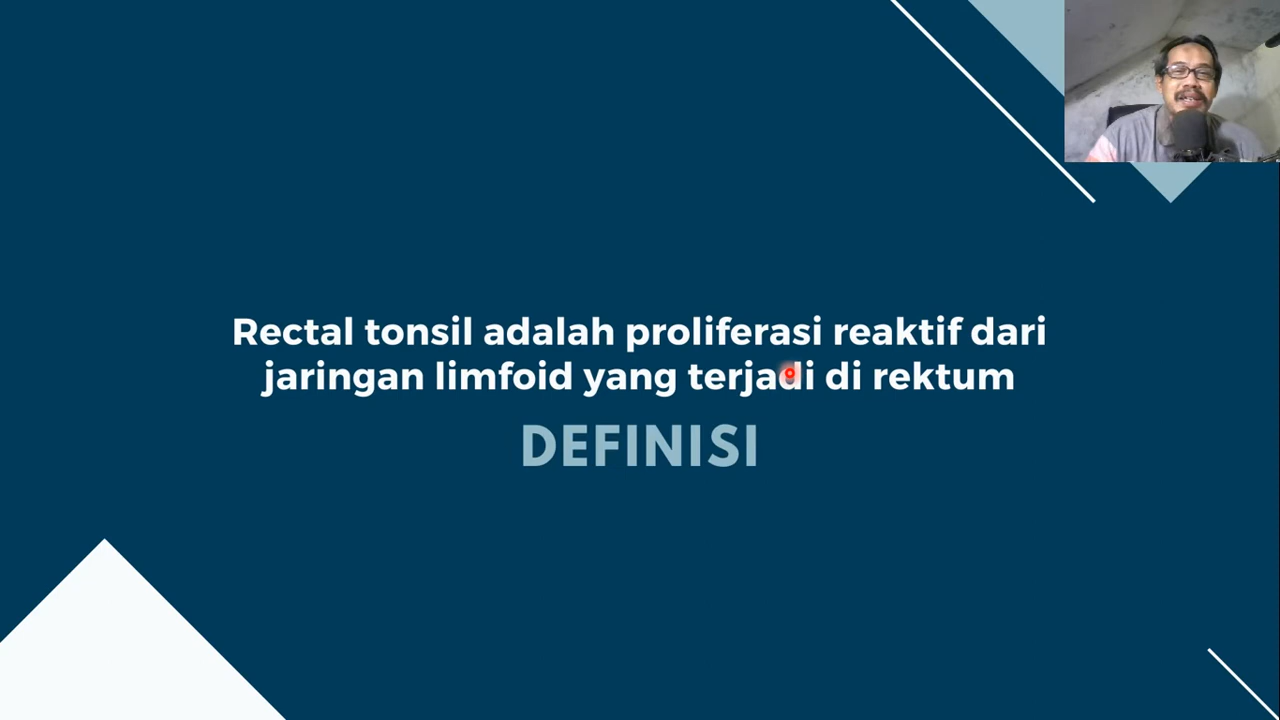 Rectal tonsil adalah proliferasi reaktif dari
jaringan limfoid yang terjadi di rektum
DEFINISI